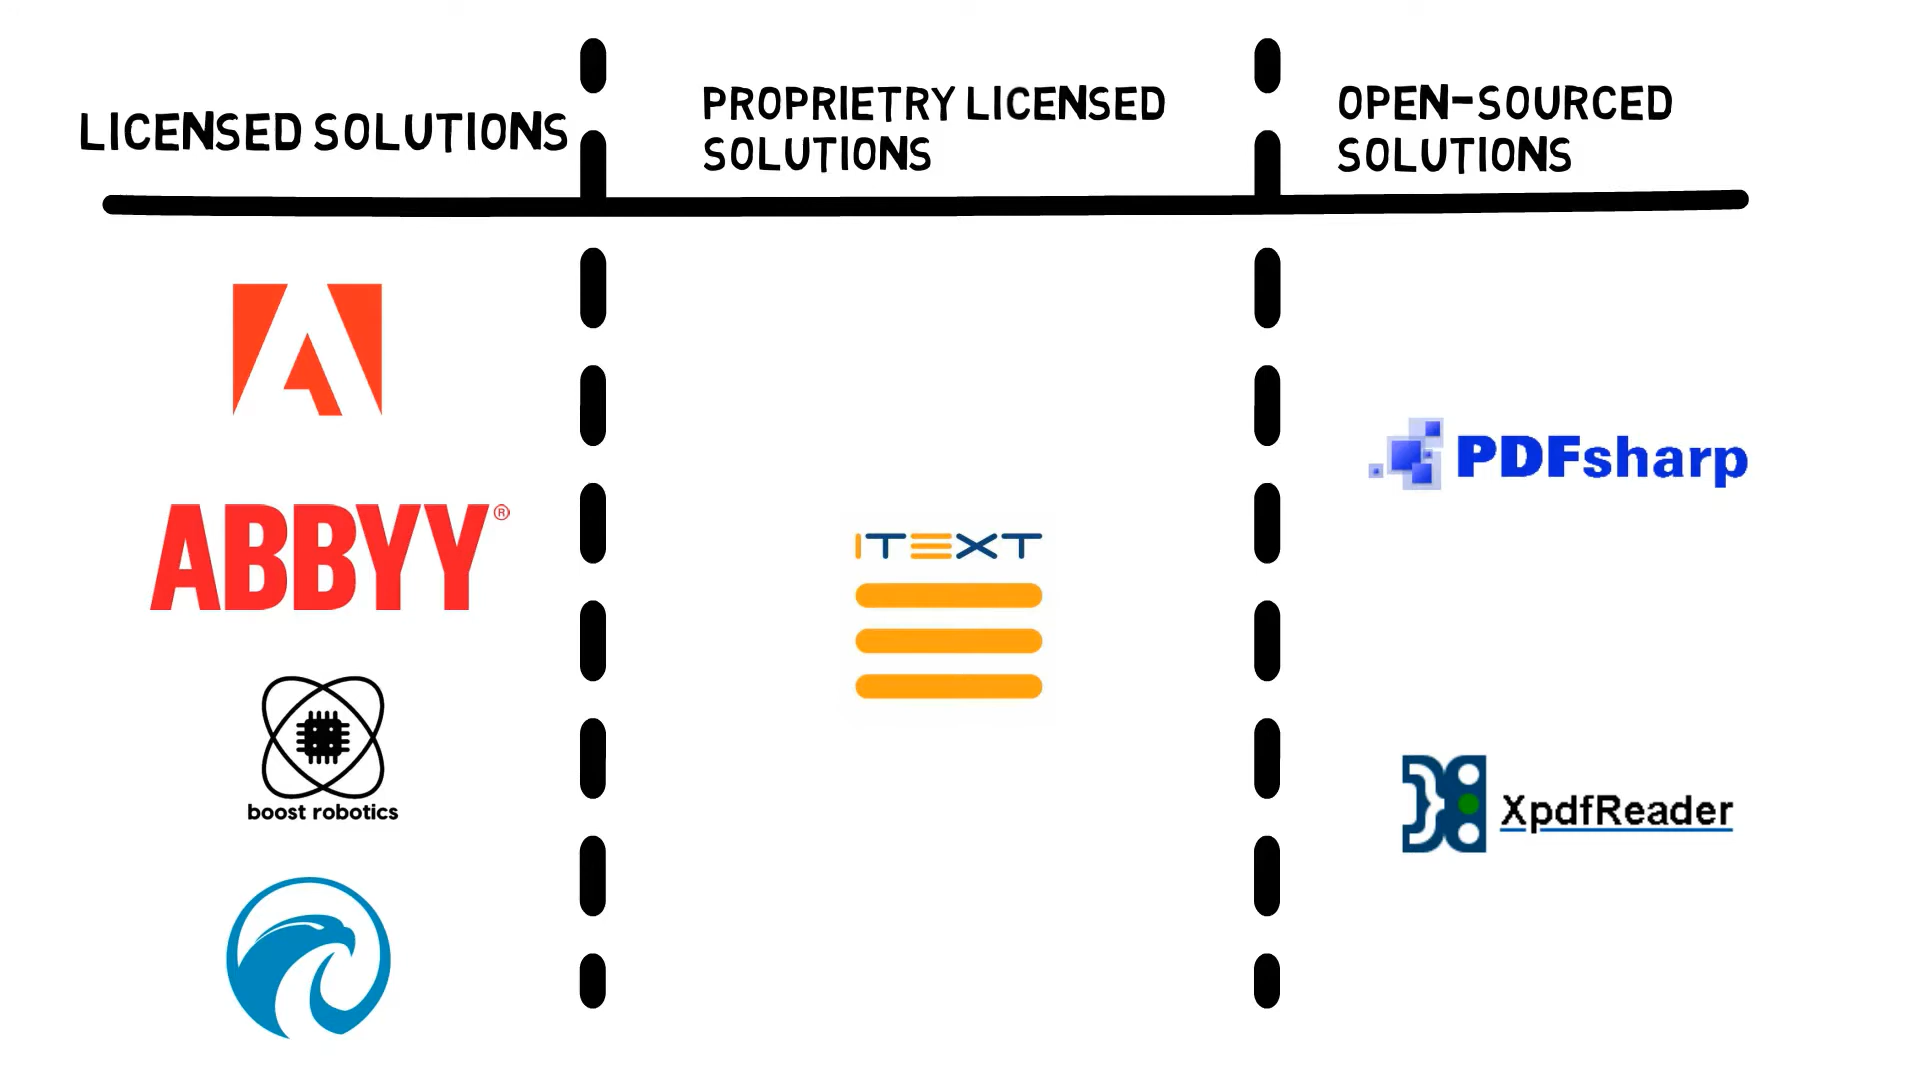 LICENSED SOLUTIONS
PROPRIETRY LICENSED
SOLUTIONS
OPEN-SOURCED
SOLUTIONS
ABBYY®
boost robotics
ITEXT
PDFsharp
XpdfReader